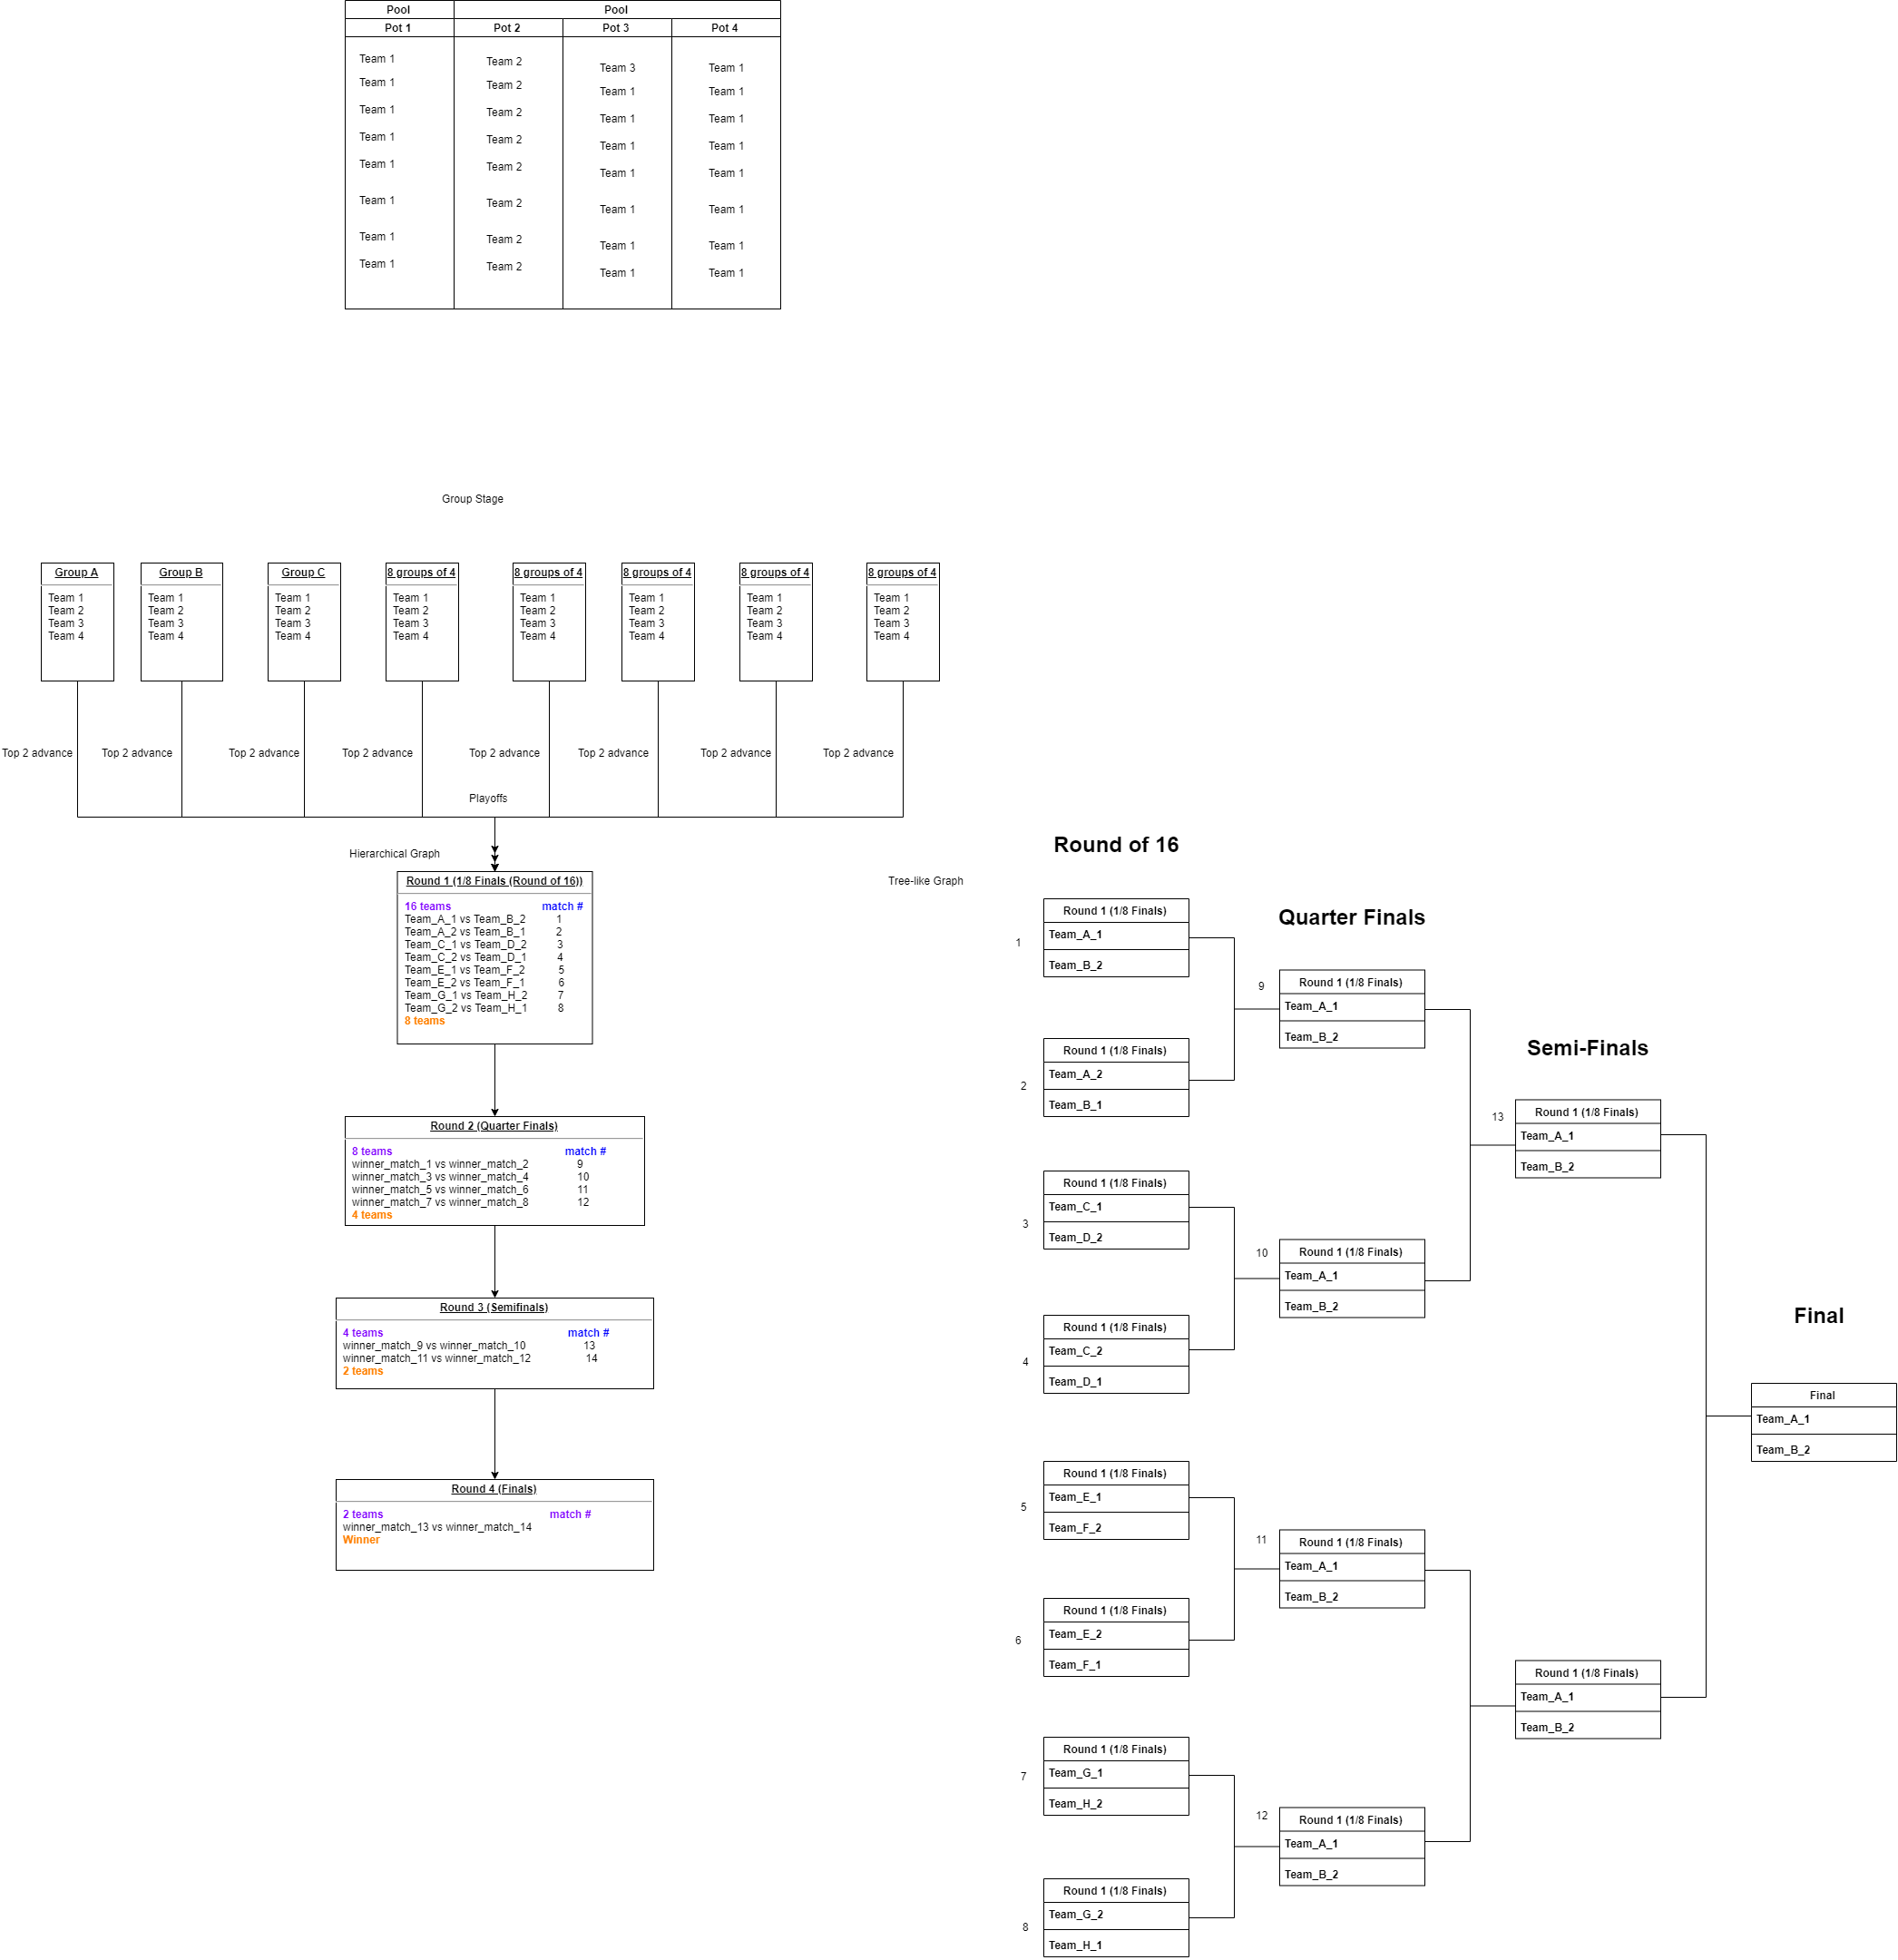 Pool Pool
Pot 1 Pot 2 Pot 3 Pot 4
Team 1 Team 2 Team 3 Team 1
Team 1 Team 2 Team 1 Team 1
Team 1 Team 2 Team 1 Team 1
Team 1 Team 2 Team 1 Team 1
Team 1 Team 2 Team 1 Team 1
Team 1 Team 2 Team 1 Team 1
Team 1 Team 2 Team 1 Team 1
Team 1 Team 2 Team 1 Team 1
Group Stage
Group A Group B Group C 8 groups of 4 8 groups of 4 8 groups of 4 8 groups of 4 8 groups of 4
Team 1 Team 1 Team 1 Team 1 Team 1 Team 1 Team 1 Team 1
Team 2 Team 2 Team 2 Team 2 Team 2 Team 2 Team 2 Team 2
Team 3 Team 3 Team 3 Team 3 Team 3 Team 3 Team 3 Team 3
Team 4 Team 4 Team 4 Team 4 Team 4 Team 4 Team 4 Team 4
Top 2 advance Top 2 advance Top 2 advance Top 2 advance Top 2 advance Top 2 advance Top 2 advance Top 2 advance
Playoffs
Hierarchical Graph
Round 1 (1/8 Finals (Round of 16))
16 teams match #
Team_A_1 vs Team_B_2 1
Team_A_2 vs Team_B_1 2
Team_C_1 vs Team_D_2 3
Team_C_2 vs Team_D_1 4
Team_E_1 vs Team_F_2 5
Team_E_2 vs Team_F_1 6
Team_G_1 vs Team_H_2 7
Team_G_2 vs Team_H_1 8
8 teams
Round 2 (Quarter Finals)
8 teams match #
winner_match_1 vs winner_match_2 9
winner_match_3 vs winner_match_4 10
winner_match_5 vs winner_match_6 11
winner_match_7 vs winner_match_8 12
4 teams
Round 3 (Semifinals)
4 teams match #
winner_match_9 vs winner_match_10 13
winner_match_11 vs winner_match_12 14
2 teams
Round 4 (Finals)
2 teams match #
winner_match_13 vs winner_match_14
Winner
Tree-like Graph
Round of 16
1
Round 1 (1/8 Finals)
Team_A_1
Team_B_2
2
Round 1 (1/8 Finals)
Team_A_2
Team_B_1
3
Round 1 (1/8 Finals)
Team_C_1
Team_D_2
4
Round 1 (1/8 Finals)
Team_C_2
Team_D_1
5
Round 1 (1/8 Finals)
Team_E_1
Team_F_2
6
Round 1 (1/8 Finals)
Team_E_2
Team_F_1
7
Round 1 (1/8 Finals)
Team_G_1
Team_H_2
8
Round 1 (1/8 Finals)
Team_G_2
Team_H_1
Quarter Finals
9
Round 1 (1/8 Finals)
Team_A_1
Team_B_2
10
Round 1 (1/8 Finals)
Team_A_1
Team_B_2
11
Round 1 (1/8 Finals)
Team_A_1
Team_B_2
12
Round 1 (1/8 Finals)
Team_A_1
Team_B_2
Semi-Finals
13
Round 1 (1/8 Finals)
Team_A_1
Team_B_2
Round 1 (1/8 Finals)
Team_A_1
Team_B_2
Final
Final
Team_A_1
Team_B_2